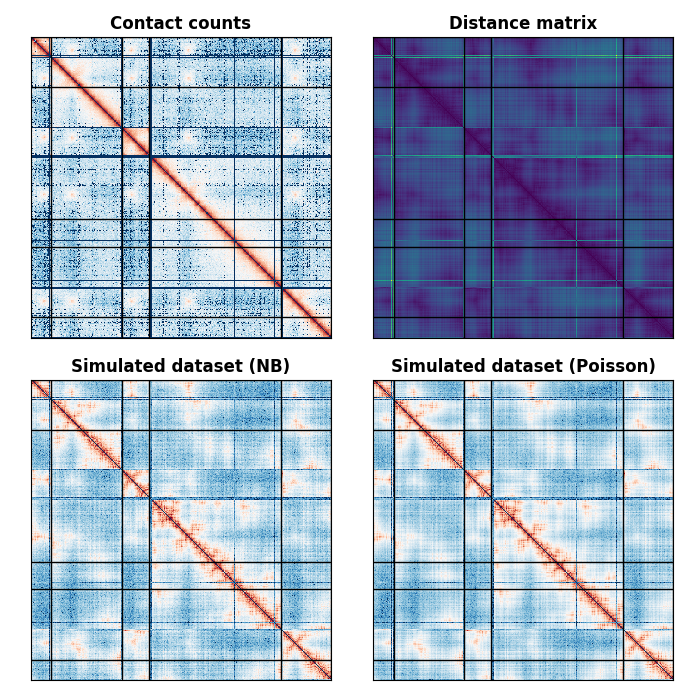 Contact counts
Distance matrix
Simulated dataset (NB)
Simulated dataset (Poisson)